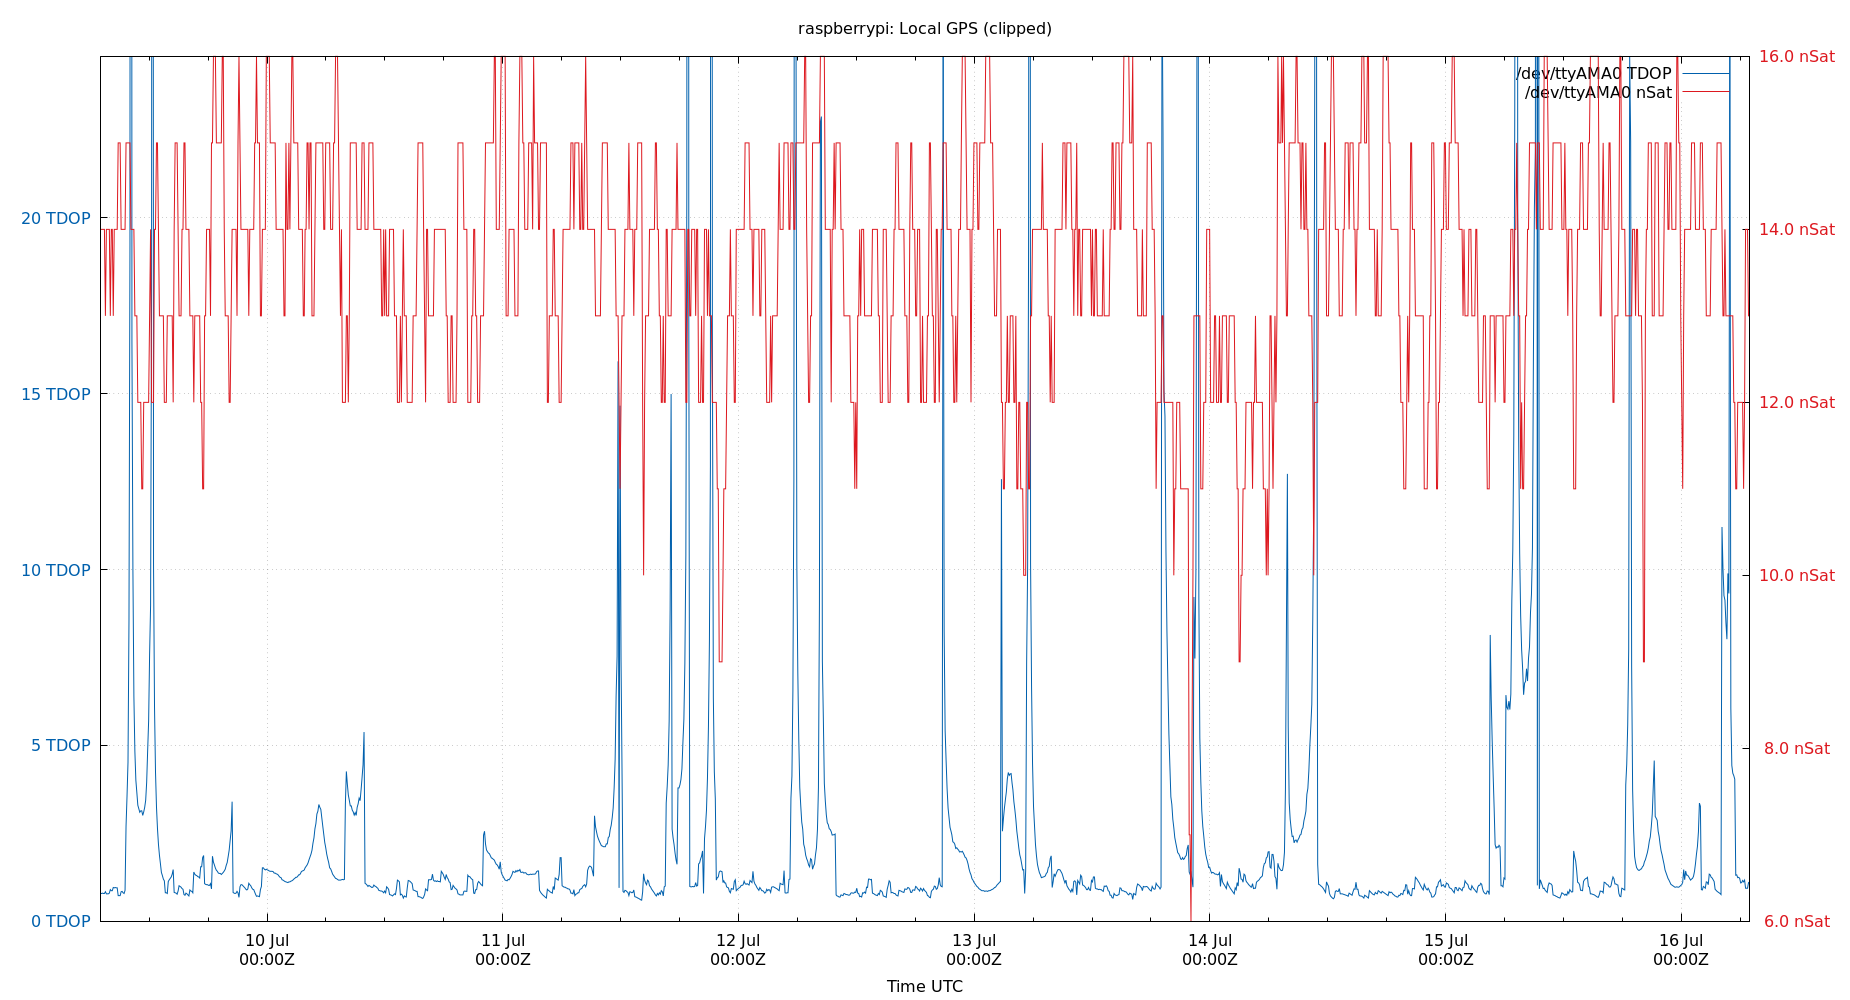 raspberrypi: Local GPS (clipped)
16.0 nSat
/dev/ttyAMA0 TDOP
/dev/ttyAMA0 nSat
20 TDOP
14.0 nSat
15 TDOP
12.0 nSat
10 TDOP
10.0 nSat
5 TDOP
8.0 nSat
0 TDOP
6.0 nSat
10 Jul
00:00Z
11 Jul
00:00Z
12 Jul
00:00Z
13 Jul
00:00Z
14 Jul
00:00Z
15 Jul
00:00Z
16 Jul
00:00Z
Time UTC